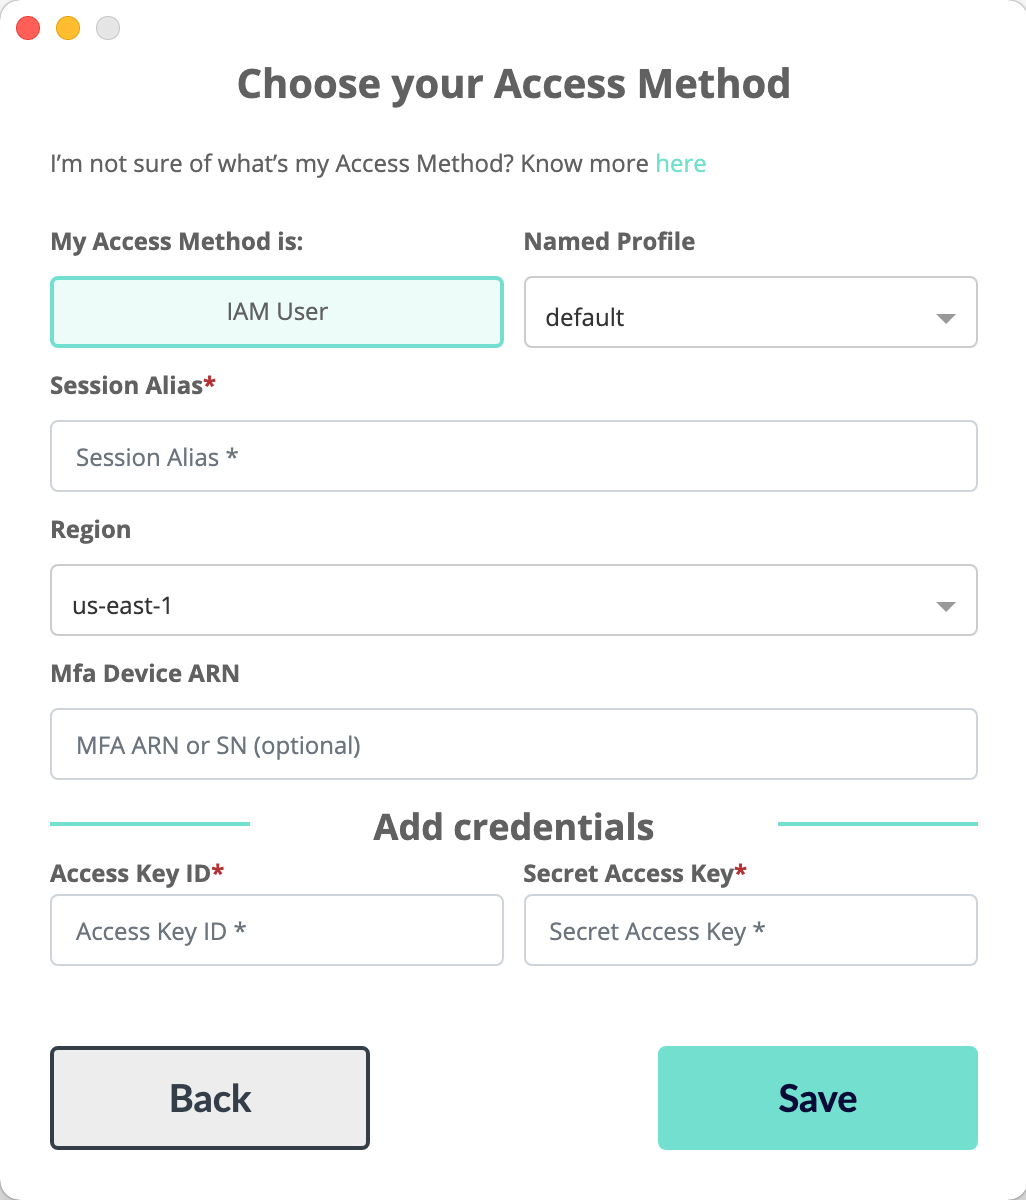 Choose your Access Method
I’m not sure of what’s my Access Method? Know more here
My Access Method is:
Named Profile
IAM User
default
Session Alias*
Session Alias *
Region
us-east-1
Mfa Device ARN
MFA ARN or SN (optional)
Add credentials
Access Key ID*
Secret Access Key*
Access Key ID *
Secret Access Key *
Back
Save